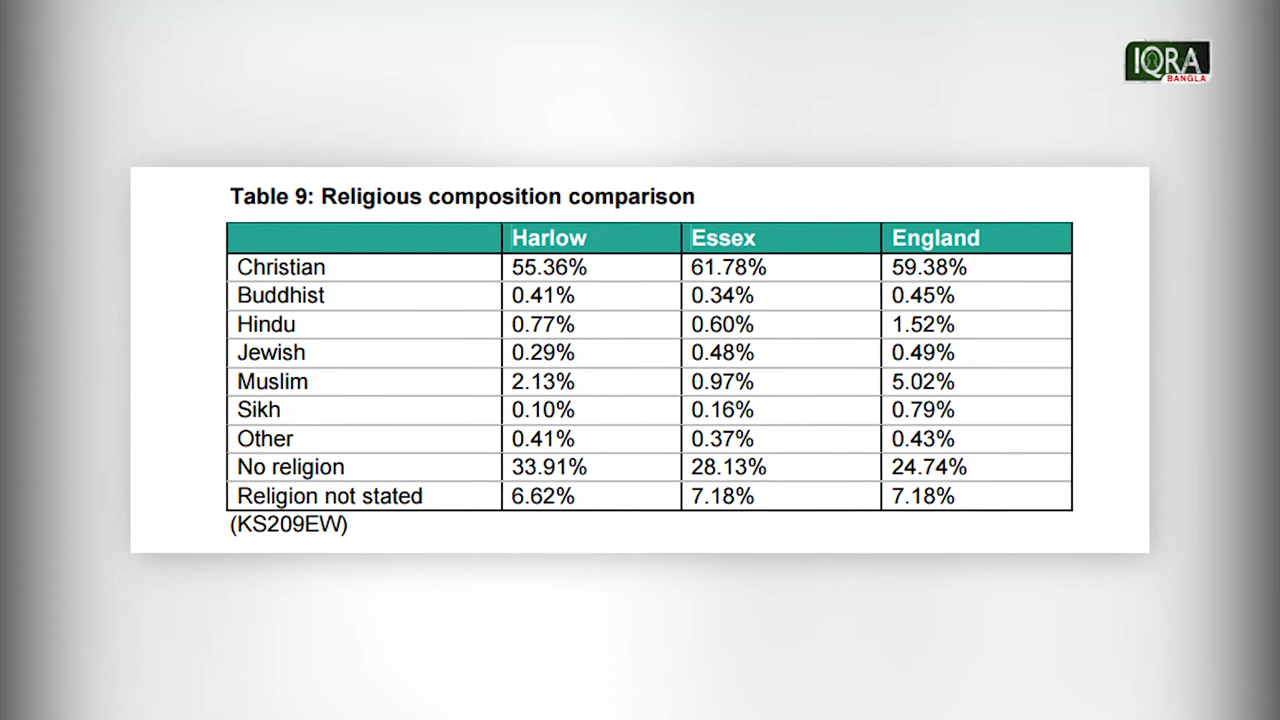 IQRA
BANGLA
Table 9: Religious composition comparison
Harlow Essex England
Christian 55.36% 61.78% 59.38%
Buddhist 0.41% 0.34% 0.45%
Hindu 0.77% 0.60% 1.52%
Jewish 0.29% 0.48% 0.49%
Muslim 2.13% 0.97% 5.02%
Sikh 0.10% 0.16% 0.79%
Other 0.41% 0.37% 0.43%
No religion 33.91% 28.13% 24.74%
Religion not stated 6.62% 7.18% 7.18%
(KS209EW)